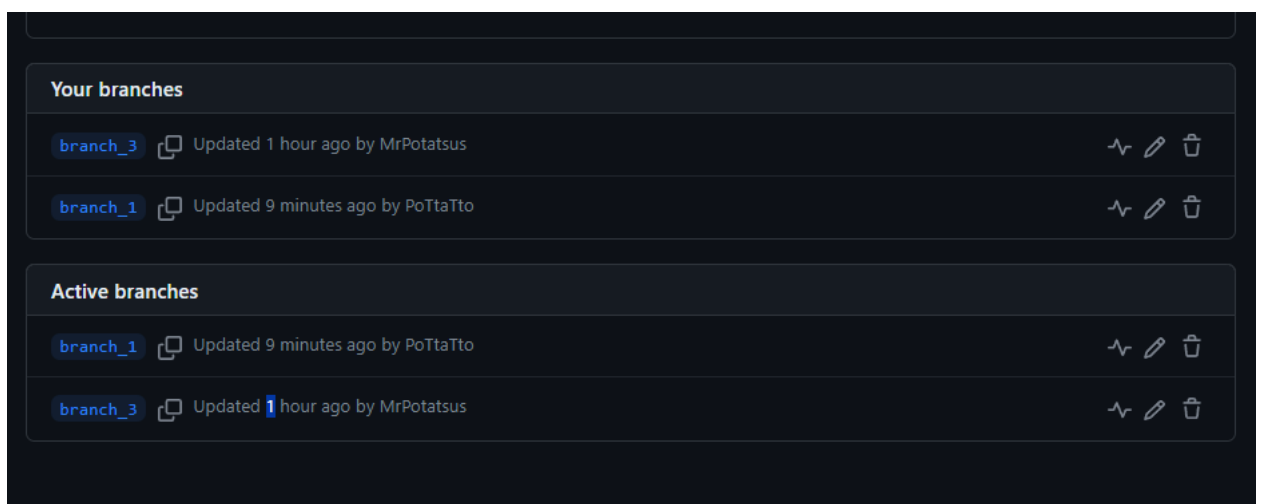 Your branches
branch_3 Updated 1 hour ago by MrPotatsus
branch_1 Updated 9 minutes ago by PoTtaTto
Active branches
branch_1 Updated 9 minutes ago by PoTtaTto
branch_3 Updated 1 hour ago by MrPotatsus